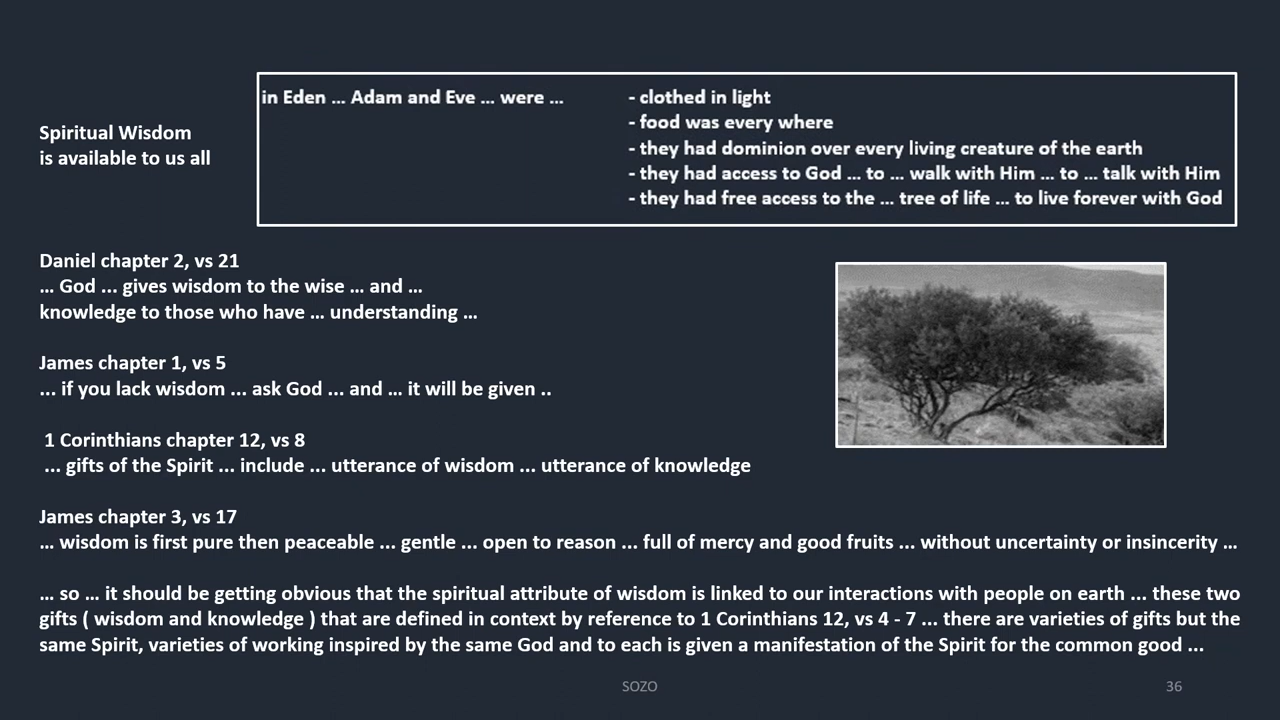 Spiritual Wisdom
is available to us all
in Eden ... Adam and Eve ... were ...
- clothed in light
- food was every where
- they had dominion over every living creature of the earth
- they had access to God ... to ... walk with Him ... to ... talk with Him
- they had free access to the ... tree of life ... to live forever with God
Daniel chapter 2, vs 21
... God ... gives wisdom to the wise ... and ...
knowledge to those who have ... understanding ...
James chapter 1, vs 5
... if you lack wisdom ... ask God ... and ... it will be given ..
1 Corinthians chapter 12, vs 8
... gifts of the Spirit ... include ... utterance of wisdom ... utterance of knowledge
James chapter 3, vs 17
... wisdom is first pure then peaceable ... gentle ... open to reason ... full of mercy and good fruits ... without uncertainty or insincerity ...
... so ... it should be getting obvious that the spiritual attribute of wisdom is linked to our interactions with people on earth ... these two
gifts ( wisdom and knowledge ) that are defined in context by reference to 1 Corinthians 12, vs 4 - 7 ... there are varieties of gifts but the
same Spirit, varieties of working inspired by the same God and to each is given a manifestation of the Spirit for the common good ...
SOZO
36